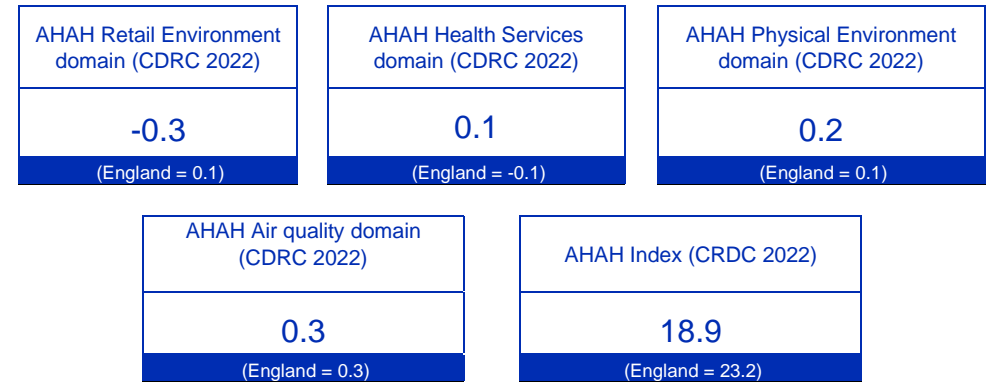 AHAH Retail Environment
domain (CDRC 2022)
-0.3
(England = 0.1)
AHAH Health Services
domain (CDRC 2022)
0.1
(England = -0.1)
AHAH Physical Environment
domain (CDRC 2022)
0.2
(England = 0.1)
AHAH Air quality domain
(CDRC 2022)
0.3
(England = 0.3)
AHAH Index (CRDC 2022)
18.9
(England = 23.2)